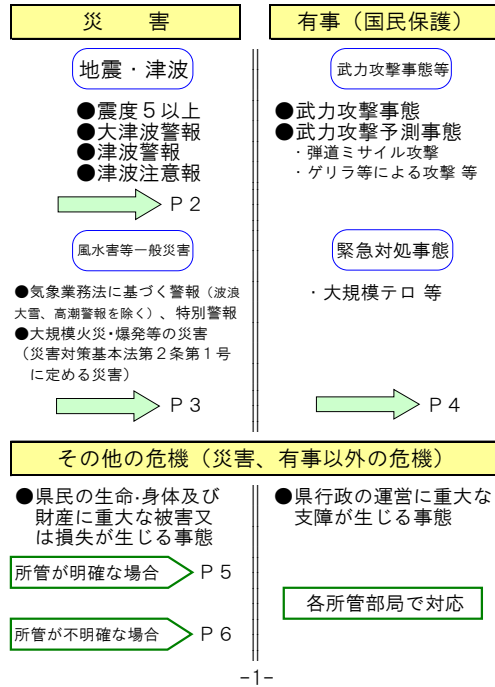 災　害
地震・津波
●震度５以上
●大津波警報
●津波警報
●津波注意報
Ｐ２
風水害等一般災害
●気象業務法に基づく警報（波浪
大雪、高潮警報を除く）、特別警報
●大規模火災・爆発等の災害
（災害対策基本法第２条第１号
に定める災害）
Ｐ３
有事（国民保護）
武力攻撃事態等
●武力攻撃事態
●武力攻撃予測事態
・弾道ミサイル攻撃
・ゲリラ等による攻撃 等
緊急対処事態
・大規模テロ 等
Ｐ４
その他の危機（災害、有事以外の危機）
●県民の生命・身体及び
財産に重大な被害又
は損失が生じる事態
所管が明確な場合
Ｐ５
所管が不明確な場合
Ｐ６
●県行政の運営に重大な
支障が生じる事態
各所管部局で対応
-1-